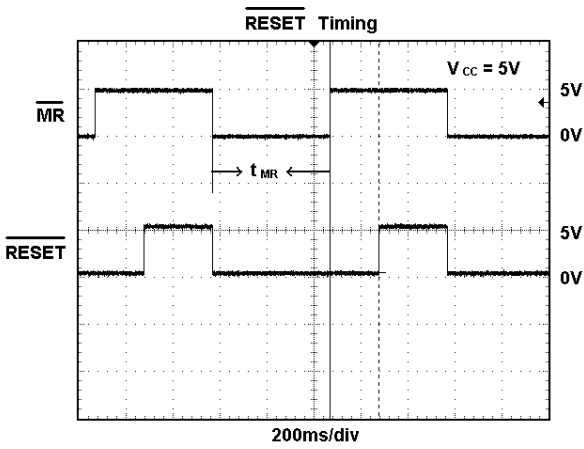 RESET Timing
V CC = 5V
5V
MR
0V
t MR
RESET
5V
0V
200ms/div